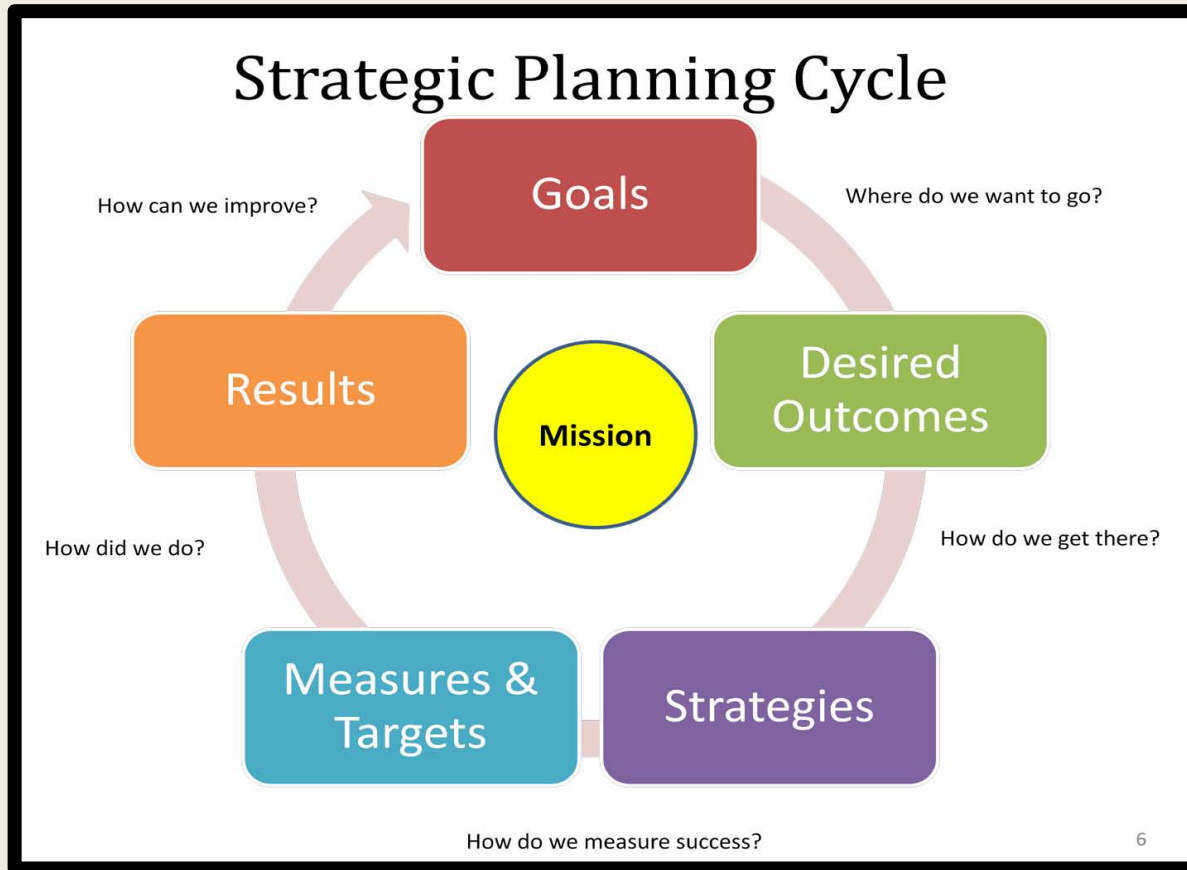 Strategic Planning Cycle
Goals
Where do we want to go?
Desired
Outcomes
How do we get there?
Strategies
How do we measure success?
Measures &
Targets
How did we do?
Results
How can we improve?
Mission
6